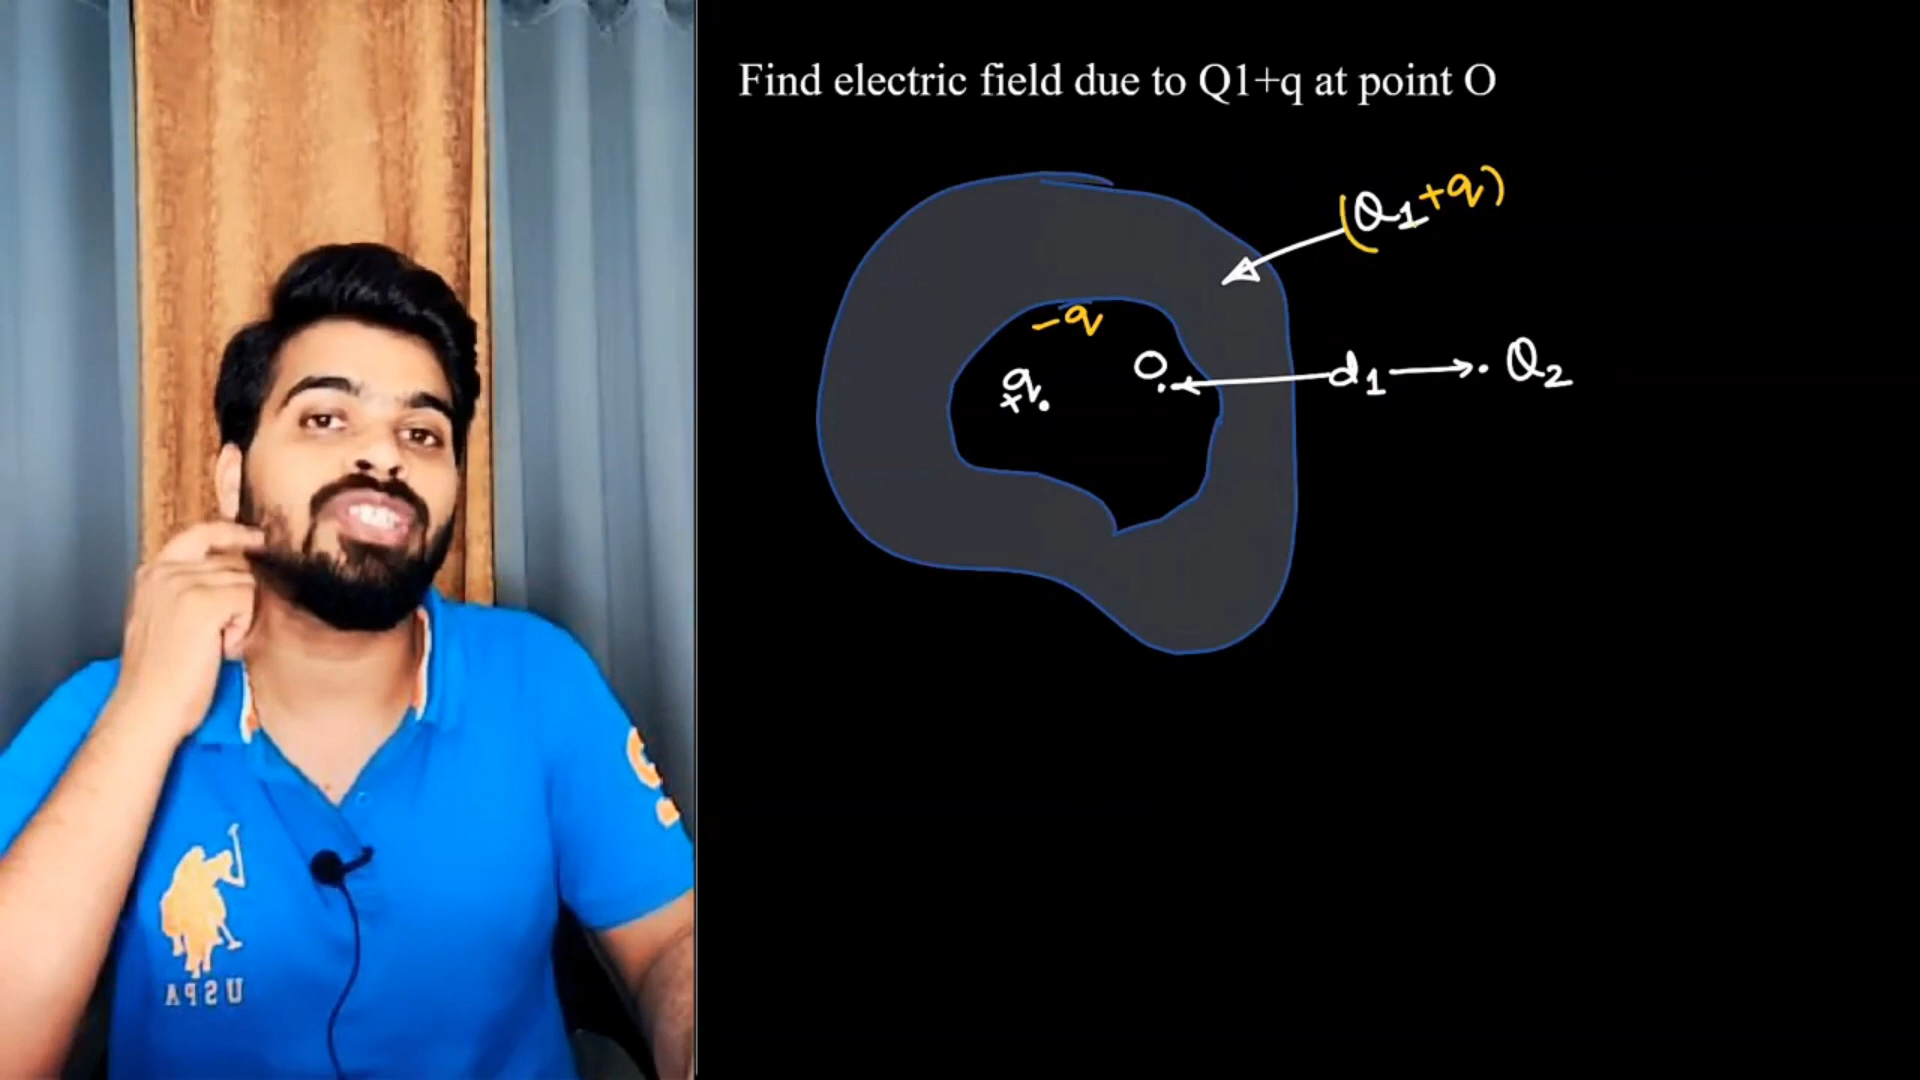 Find electric field due to Q1+q at point O
(Q1+q)
-q
O
d1
Q2
q
+
USPA